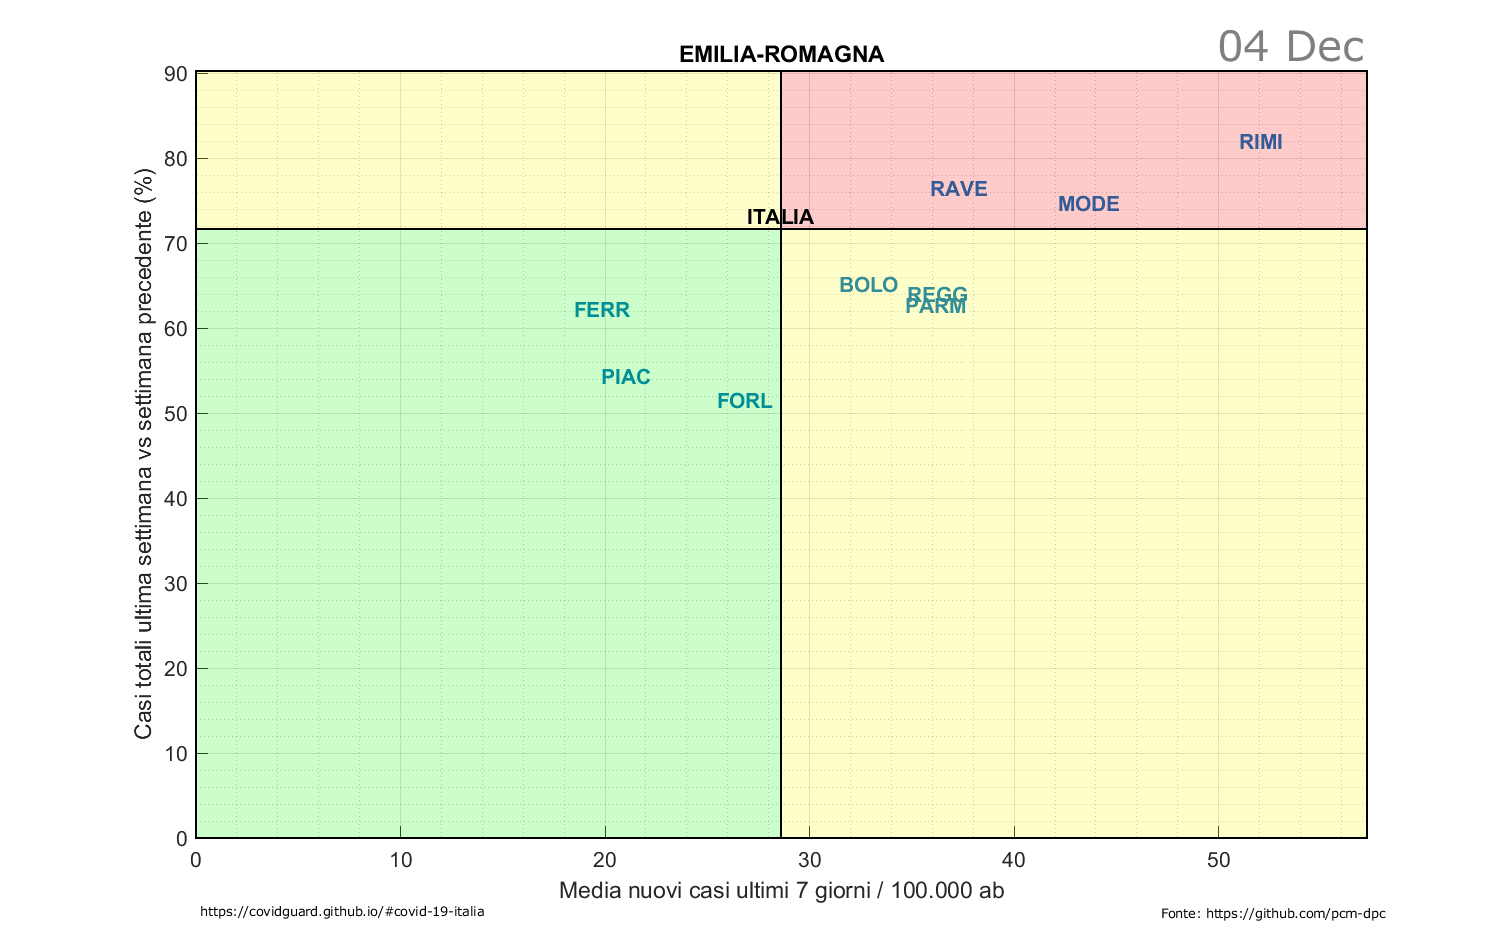 04 Dec
EMILIA-ROMAGNA
90
80
70
60
50
40
30
20
10
0
Casi totali ultima settimana vs settimana precedente (%)
RIMI
RAVE
MODE
ITALIA
BOLO
REGG
PARM
FERR
PIAC
FORL
0 10 20 30 40 50
Media nuovi casi ultimi 7 giorni / 100.000 ab
https://covidguard.github.io/#covid-19-italia
Fonte: https://github.com/pcm-dpc